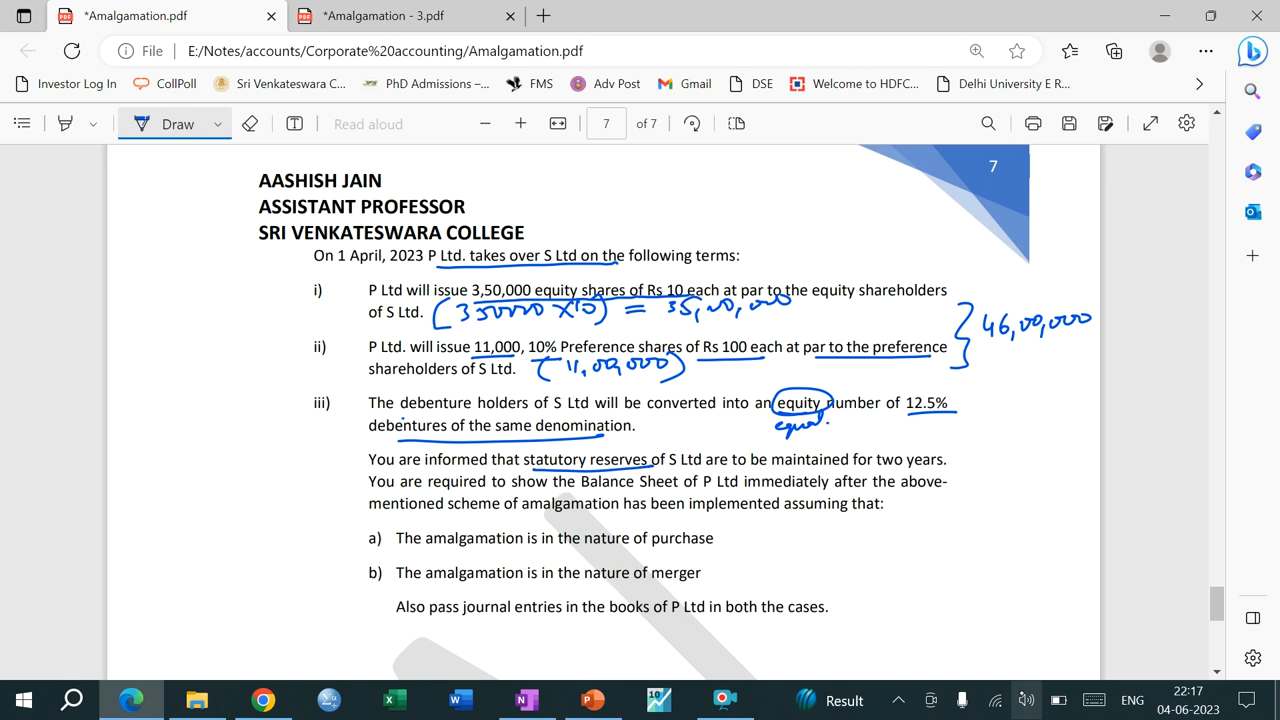 *Amalgamation.pdf
*Amalgamation - 3.pdf
File E:/Notes/accounts/Corporate%20accounting/Amalgamation.pdf
Investor Log In CollPoll Sri Venkateswara C... PhD Admissions –... FMS Adv Post Gmail DSE Welcome to HDFC... Delhi University E R...
Draw Read aloud 7 of 7
7
AASHISH JAIN
ASSISTANT PROFESSOR
SRI VENKATESWARA COLLEGE
On 1 April, 2023 P Ltd. takes over S Ltd on the following terms:
i) P Ltd will issue 3,50,000 equity shares of Rs 10 each at par to the equity shareholders
of S Ltd. [350000 x 10) = 35,00,000
46,00,000
ii) P Ltd. will issue 11,000, 10% Preference shares of Rs 100 each at par to the preference
shareholders of S Ltd. (11,00,000)
iii) The debenture holders of S Ltd will be converted into an equity number of 12.5%
debentures of the same denomination. equal.
You are informed that statutory reserves of S Ltd are to be maintained for two years.
You are required to show the Balance Sheet of P Ltd immediately after the above-
mentioned scheme of amalgamation has been implemented assuming that:
a) The amalgamation is in the nature of purchase
b) The amalgamation is in the nature of merger
Also pass journal entries in the books of P Ltd in both the cases.
Result ENG 22:17
04-06-2023